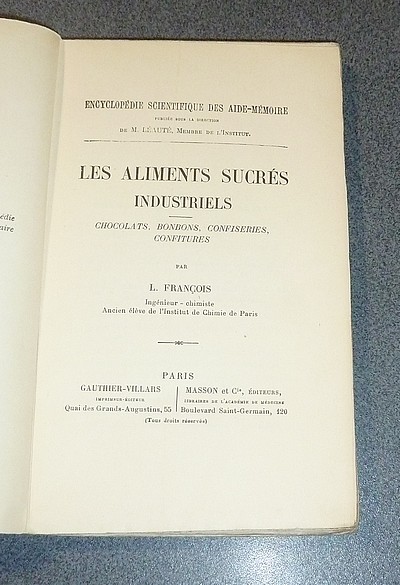 édie
aire
ENCYCLOPÉDIE SCIENTIFIQUE DES AIDE-MÉMOIRE
PUBLIÉE SOUS LA DIRECTION
DE M. LÉAUTÉ, MEMBRE DE L'INSTITUT.
LES ALIMENTS SUCRÉS
INDUSTRIELS
CHOCOLATS, BONBONS, CONFISERIES,
CONFITURES
PAR
L. FRANÇOIS
Ingénieur-chimiste
Ancien élève de l'Institut de Chimie de Paris
PARIS
GAUTHIER-VILLARS
IMPRIMEUR-ÉDITEUR
Quai des Grands-Augustins, 55
MASSON et Cie, ÉDITEURS,
LIBRAIRES DE L'ACADÉMIE DE MÉDECINE
Boulevard Saint-Germain, 120
(Tous droits réservés)